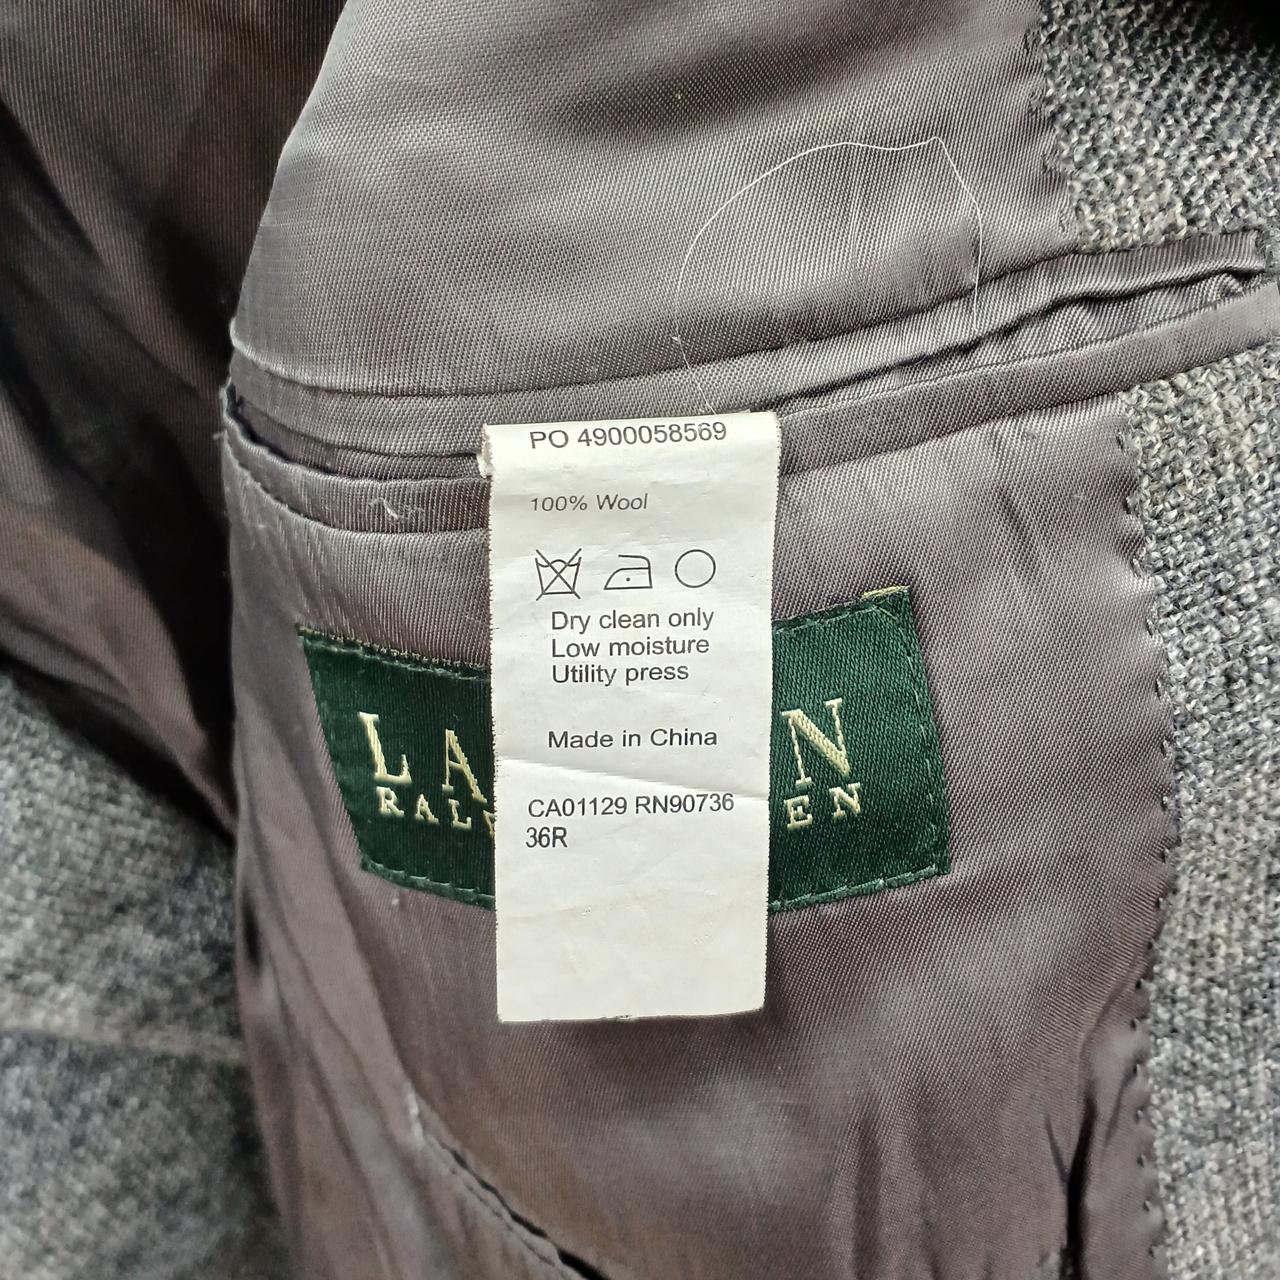 PO 4900058569
100% Wool
Dry clean only
Low moisture
Utility press
Made in China
CA01129 RN90736
36R
LA N
RAL EN